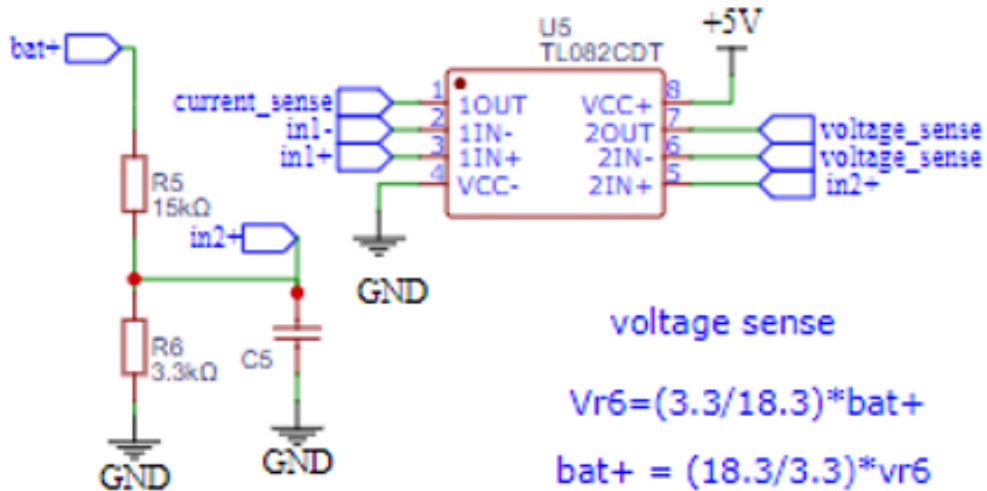 bat+
R5
15kΩ
in2+
R6
3.3kΩ
C5
GND
GND
U5
TL082CDT
+5V
current_sense
in1-
in1+
1
2
3
4
1OUT
1IN-
1IN+
VCC-
VCC+
2OUT
2IN-
2IN+
8
7
6
5
voltage_sense
voltage_sense
in2+
GND
voltage sense
Vr6=(3.3/18.3)*bat+
bat+ = (18.3/3.3)*vr6